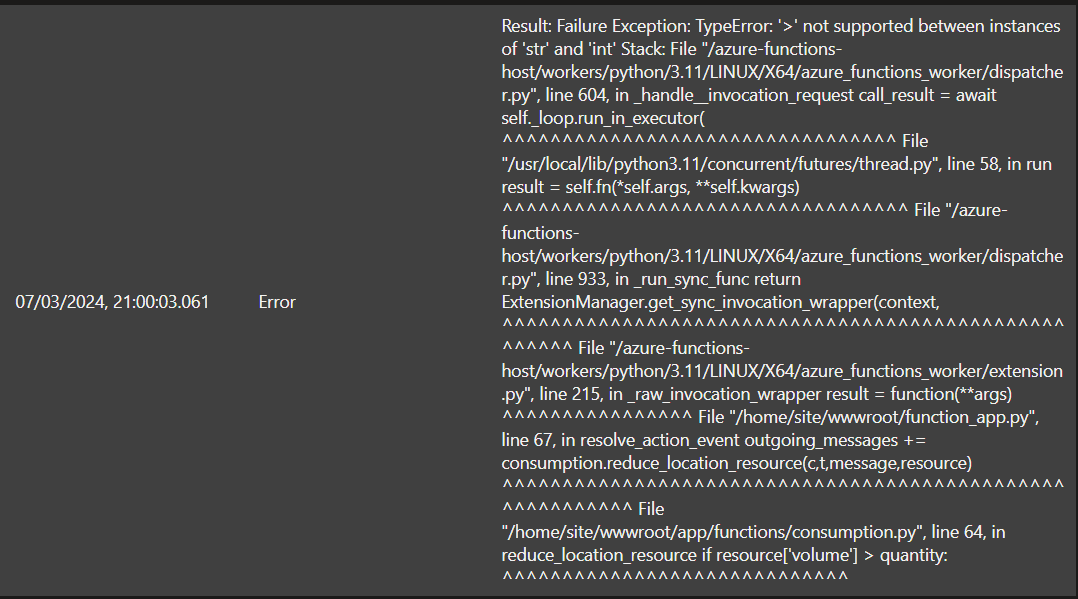 Result: Failure Exception: TypeError: '>' not supported between instances
of 'str' and 'int' Stack: File "/azure-functions-
host/workers/python/3.11/LINUX/X64/azure_functions_worker/dispatche
r.py", line 604, in _handle__invocation_request call_result = await
self._loop.run_in_executor(
^^^^^^^^^^^^^^^^^^^^^^^^^^^^^^^^^ File
"/usr/local/lib/python3.11/concurrent/futures/thread.py", line 58, in run
result = self.fn(*self.args, **self.kwargs)
^^^^^^^^^^^^^^^^^^^^^^^^^^^^^^^^^^ File "/azure-
functions-
host/workers/python/3.11/LINUX/X64/azure_functions_worker/dispatche
r.py", line 933, in _run_sync_func return
07/03/2024, 21:00:03.061 Error ExtensionManager.get_sync_invocation_wrapper(context,
^^^^^^^^^^^^^^^^^^^^^^^^^^^^^^^^^^^^^^^^^^^^^^^
^^^^^^ File "/azure-functions-
host/workers/python/3.11/LINUX/X64/azure_functions_worker/extension
.py", line 215, in _raw_invocation_wrapper result = function(**args)
^^^^^^^^^^^^^^^^ File "/home/site/wwwroot/function_app.py",
line 67, in resolve_action_event outgoing_messages +=
consumption.reduce_location_resource(c,t,message,resource)
^^^^^^^^^^^^^^^^^^^^^^^^^^^^^^^^^^^^^^^^^^^^^^^
^^^^^^^^^^^ File
"/home/site/wwwroot/app/functions/consumption.py", line 64, in
reduce_location_resource if resource['volume'] > quantity:
^^^^^^^^^^^^^^^^^^^^^^^^^^^^^